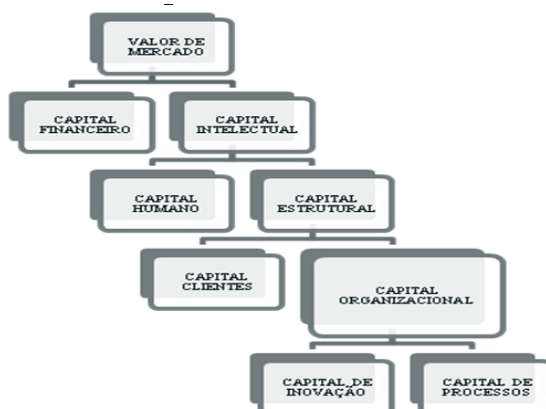 VALOR DE
MERCADO
CAPITAL
FINANCEIRO
CAPITAL
INTELECTUAL
CAPITAL
HUMANO
CAPITAL
ESTRUTURAL
CAPITAL
CLIENTES
CAPITAL
ORGANIZACIONAL
CAPITAL DE
INOVAÇÃO
CAPITAL DE
PROCESSOS